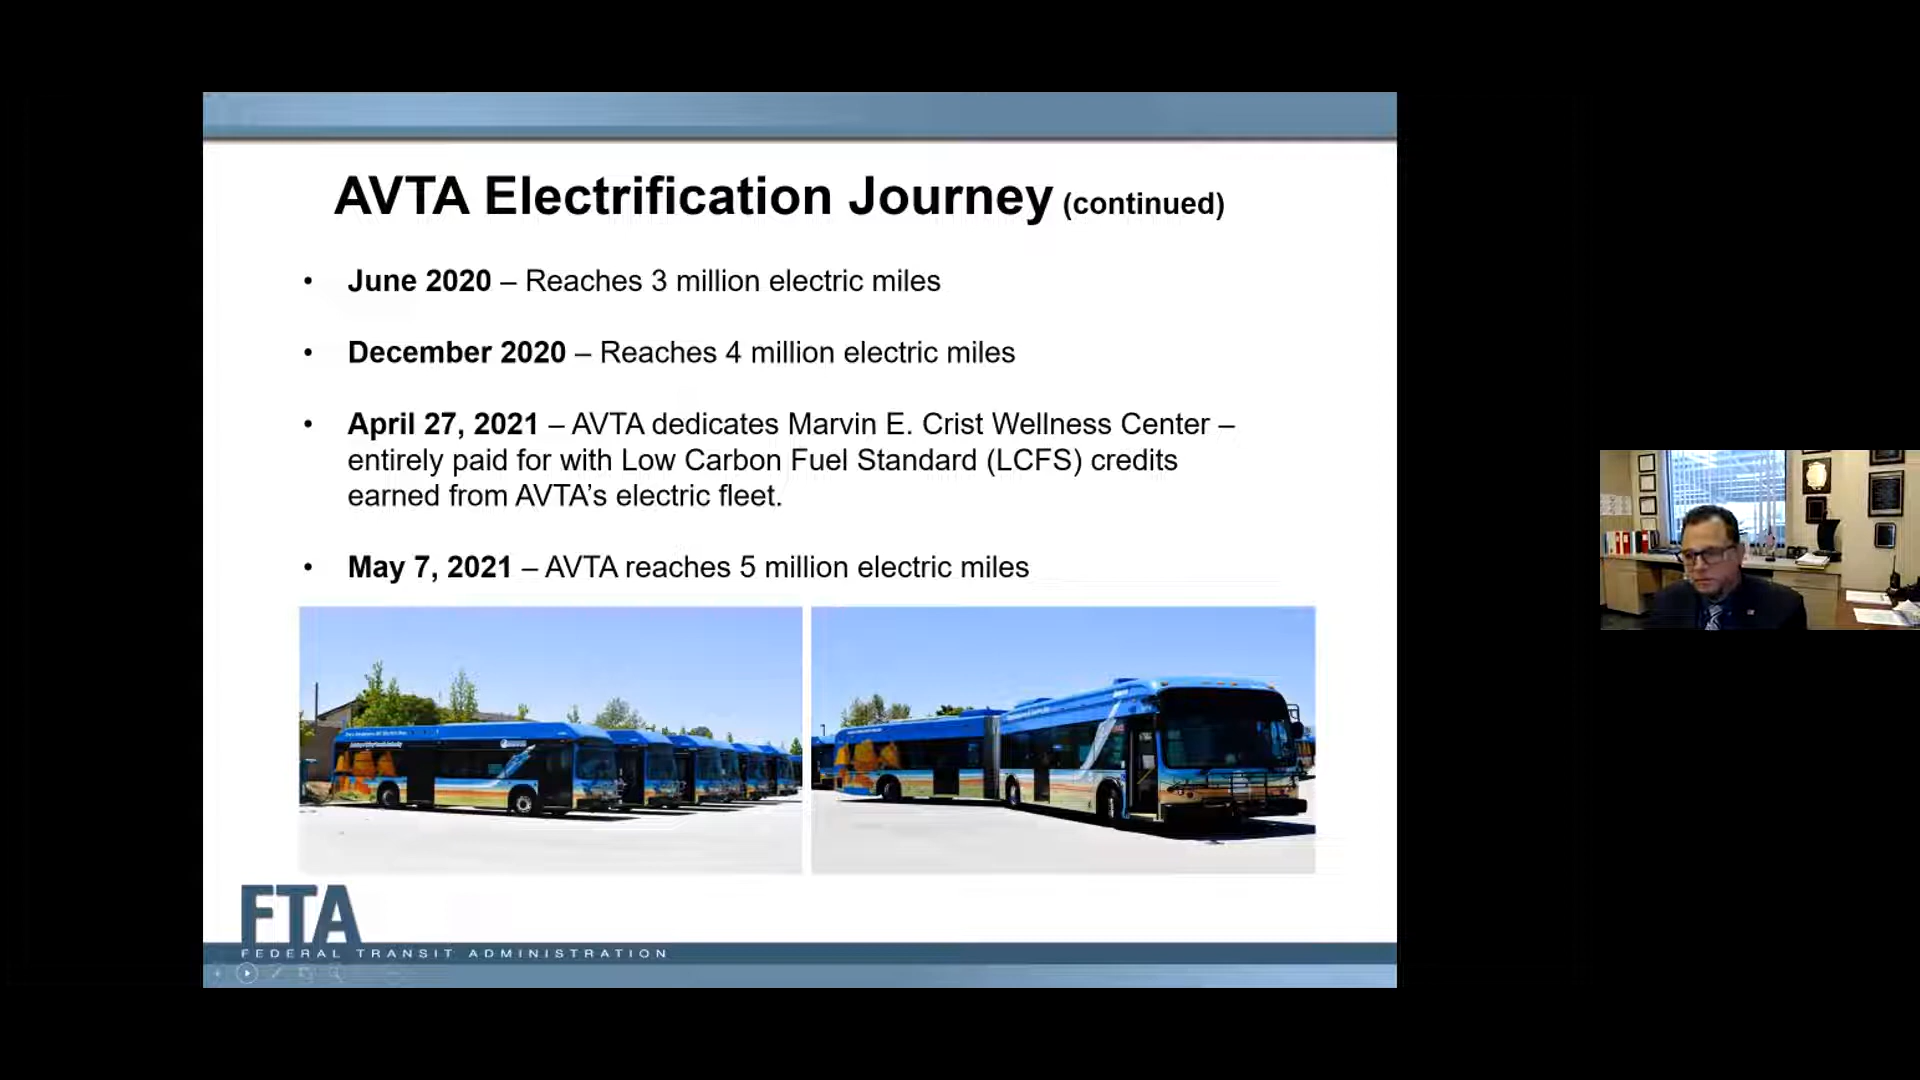 AVTA Electrification Journey (continued)
• June 2020 – Reaches 3 million electric miles
• December 2020 – Reaches 4 million electric miles
• April 27, 2021 – AVTA dedicates Marvin E. Crist Wellness Center –
entirely paid for with Low Carbon Fuel Standard (LCFS) credits
earned from AVTA’s electric fleet.
• May 7, 2021 – AVTA reaches 5 million electric miles
FTA
FEDERAL TRANSIT ADMINISTRATION